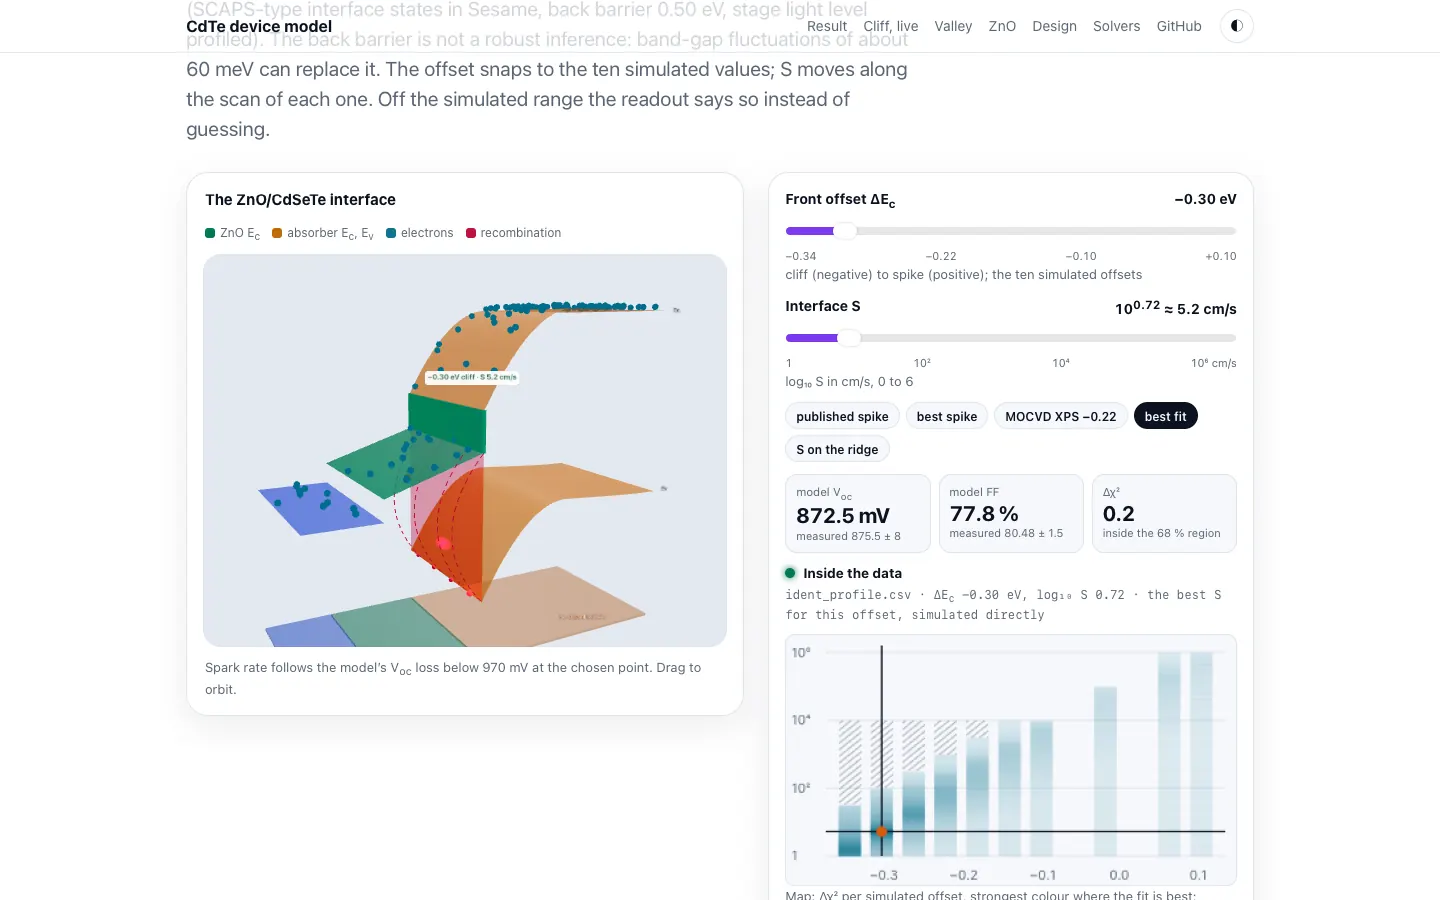 (SCAPS-type interface states in Sesame, back barrier 0.50 eV, stage light level
CdTe device model
Result Cliff, live Valley ZnO Design Solvers GitHub
profiled). The back barrier is not a robust inference: band-gap fluctuations of about
60 meV can replace it. The offset snaps to the ten simulated values; S moves along
the scan of each one. Off the simulated range the readout says so instead of
guessing.
The ZnO/CdSeTe interface
ZnO Ec absorber Ec, Ev electrons recombination
−0.30 eV cliff · S 5.2 cm/s
Spark rate follows the model's Voc loss below 970 mV at the chosen point. Drag to
orbit.
Front offset ΔEc −0.30 eV
−0.34 −0.22 −0.10 +0.10
cliff (negative) to spike (positive); the ten simulated offsets
Interface S 10^0.72 ≈ 5.2 cm/s
1 10² 10⁴ 10⁶ cm/s
log₁₀ S in cm/s, 0 to 6
published spike best spike MOCVD XPS −0.22 best fit
S on the ridge
model Voc model FF Δχ²
872.5 mV 77.8 % 0.2
measured 875.5 ± 8 measured 80.48 ± 1.5 inside the 68 % region
Inside the data
ident_profile.csv · ΔEc −0.30 eV, log₁₀ S 0.72 · the best S
for this offset, simulated directly
10⁶
10⁴
10²
1
−0.3 −0.2 −0.1 0.0 0.1
Map: Δχ² per simulated offset, strongest colour where the fit is best;